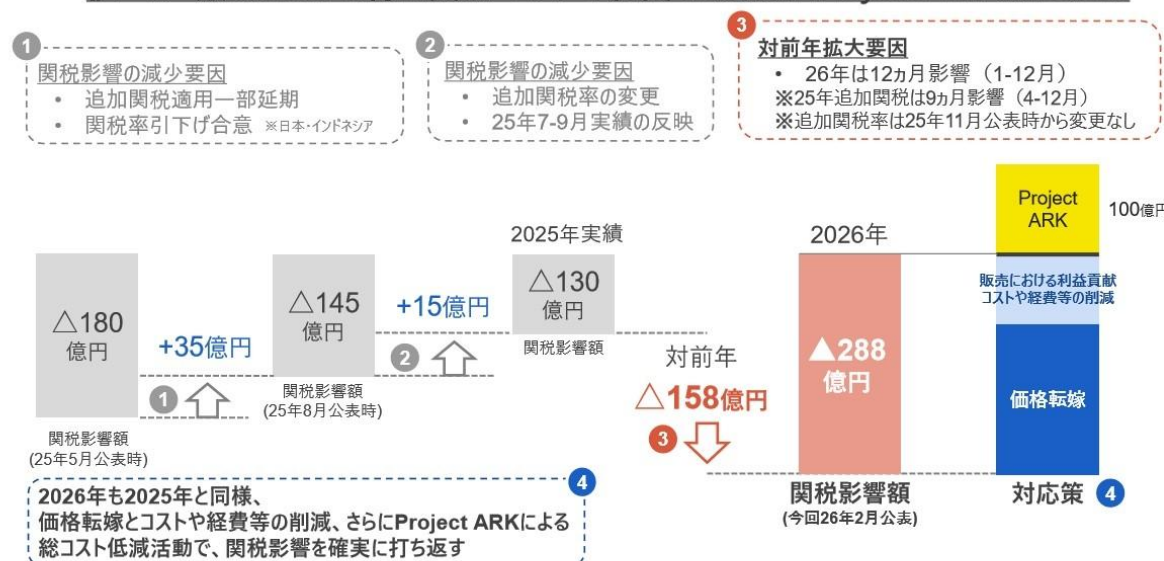 1
関税影響の減少要因
• 追加関税適用一部延期
• 関税率引下げ合意 ※日本・インドネシア
2
関税影響の減少要因
• 追加関税率の変更
• 25年7-9月実績の反映
3
対前年拡大要因
• 26年は12ヵ月影響（1-12月）
※25年追加関税は9ヵ月影響（4-12月）
※追加関税率は25年11月公表時から変更なし
△180
億円
関税影響額
(25年5月公表時)
+35億円
1
△145
億円
関税影響額
(25年8月公表時)
+15億円
2
2025年実績
△130
億円
関税影響額
対前年
△158億円
3
2026年
▲288
億円
関税影響額
(今回26年2月公表)
Project
ARK
100億円
販売における利益貢献
コストや経費等の削減
価格転嫁
対応策 4
4
2026年も2025年と同様、
価格転嫁とコストや経費等の削減、さらにProject ARKによる
総コスト低減活動で、関税影響を確実に打ち返す